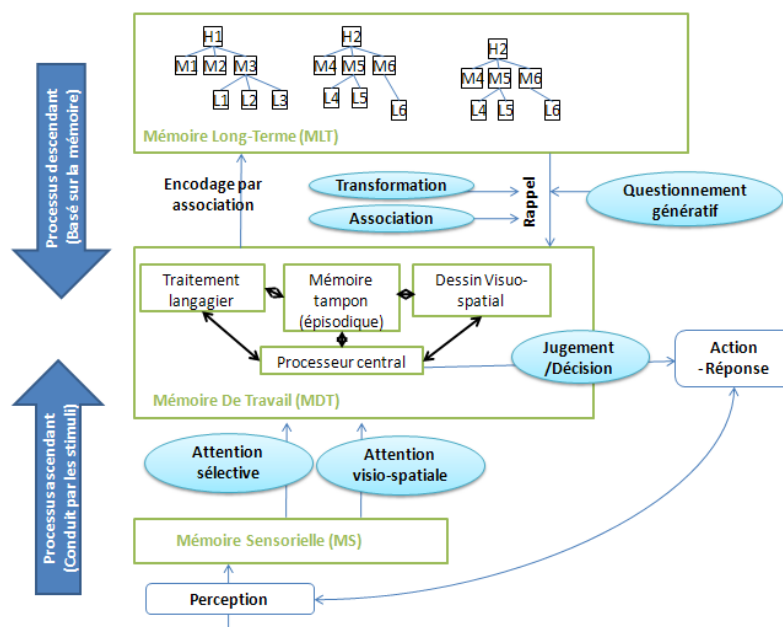 H1
M1 M2 M3
L1 L2 L3
H2
M4 M5 M6
L4 L5
L6
H2
M4 M5 M6
L4 L5 L6
Mémoire Long-Terme (MLT)
Processus descendant
(Basé sur la mémoire)
Encodage par
association
Transformation
Association
Rappel
Questionnement
génératif
Traitement
langagier
Mémoire
tampon
(épisodique)
Dessin Visuo-
spatial
Processeur central
Jugement
/Décision
Action
-Réponse
Mémoire De Travail (MDT)
Processus ascendant
(Conduit par les stimuli)
Attention
sélective
Attention
visio-spatiale
Mémoire Sensorielle (MS)
Perception